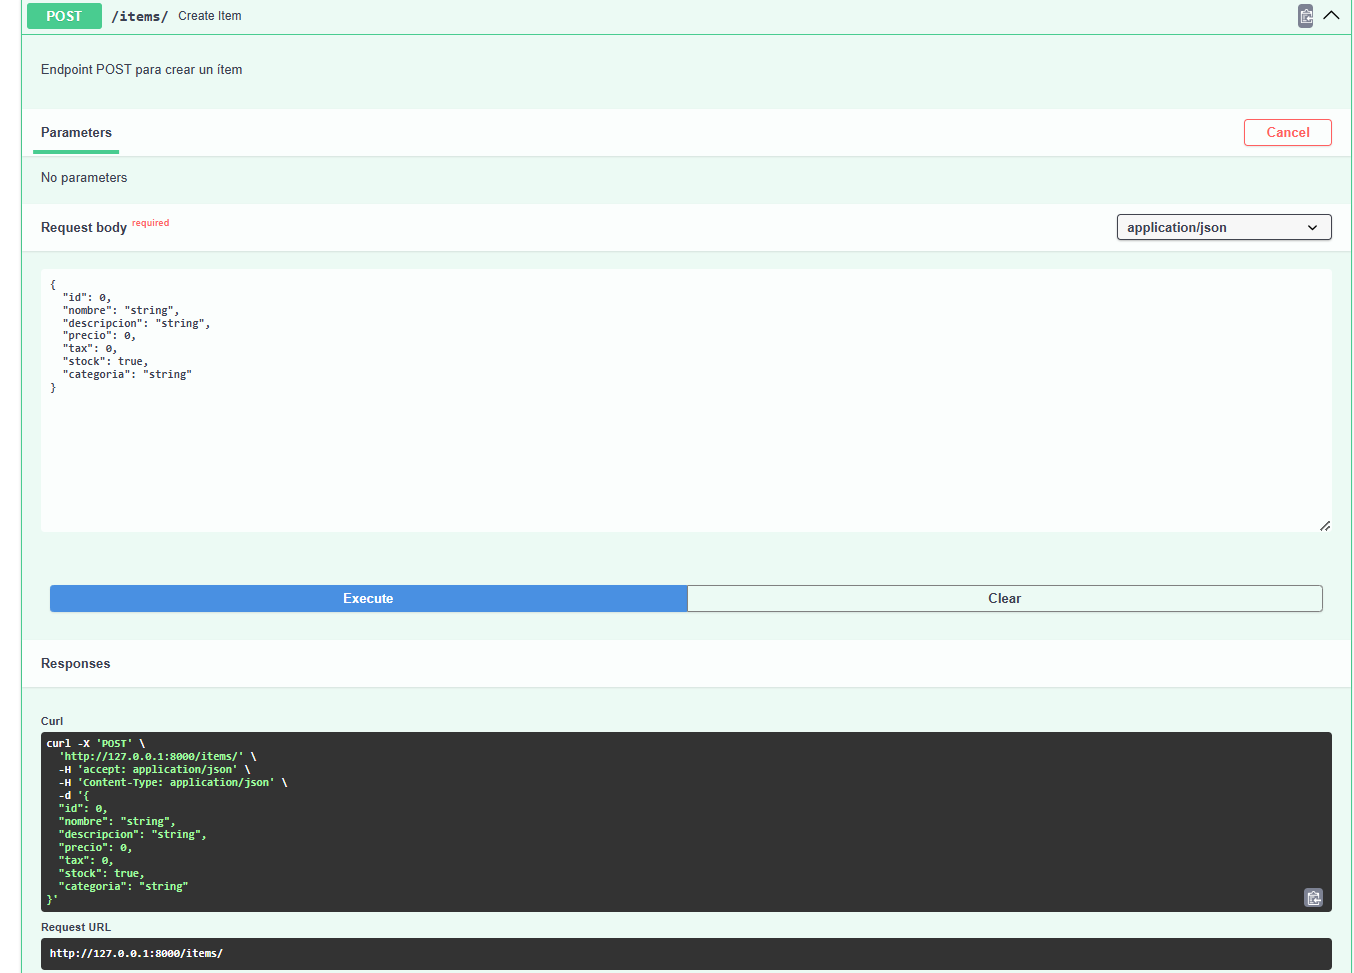 POST /items/ Create Item
Endpoint POST para crear un ítem
Parameters
Cancel
No parameters
Request body required
application/json
{
  "id": 0,
  "nombre": "string",
  "descripcion": "string",
  "precio": 0,
  "tax": 0,
  "stock": true,
  "categoria": "string"
}
Execute
Clear
Responses
Curl
curl -X 'POST' \
  'http://127.0.0.1:8000/items/' \
  -H 'accept: application/json' \
  -H 'Content-Type: application/json' \
  -d '{
  "id": 0,
  "nombre": "string",
  "descripcion": "string",
  "precio": 0,
  "tax": 0,
  "stock": true,
  "categoria": "string"
}'
Request URL
http://127.0.0.1:8000/items/